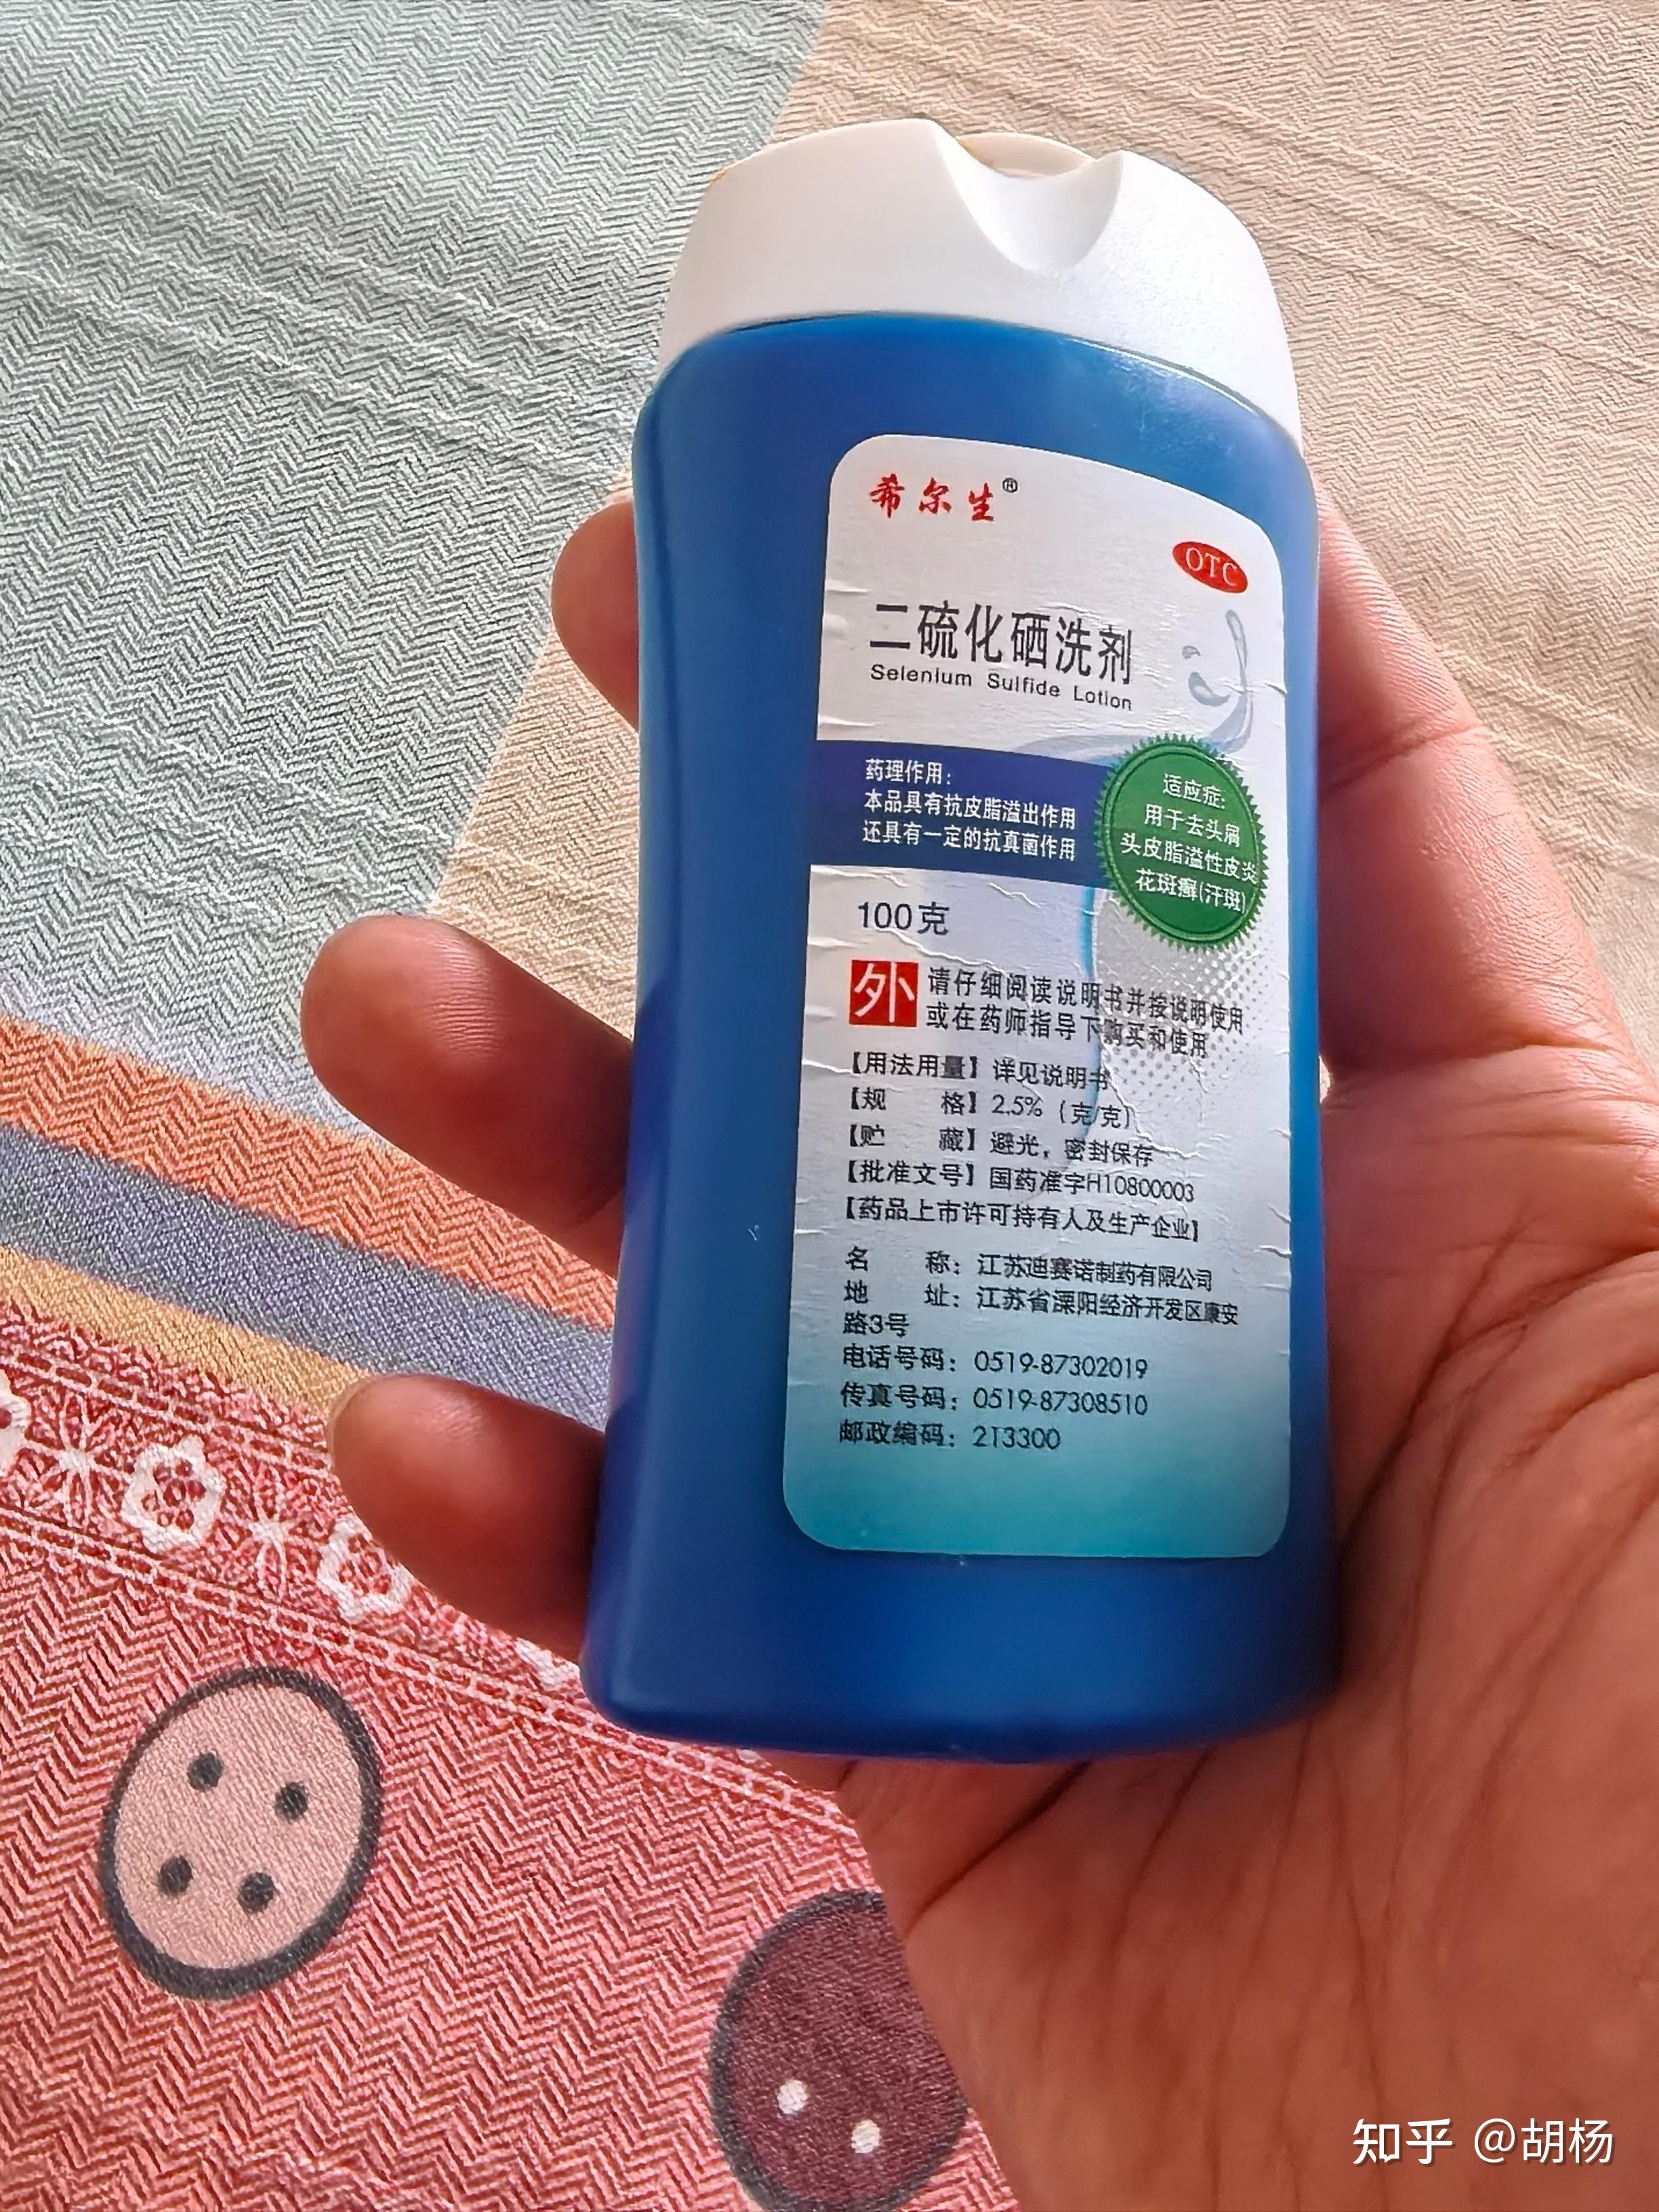 希尔生®
OTC
二硫化硒洗剂
Selenium Sulfide Lotion
药理作用：
本品具有抗皮脂溢出作用
还具有一定的抗真菌作用
适应症:
用于去头屑
头皮脂溢性皮炎
花斑癣(汗斑)
100克
外
请仔细阅读说明书并按说明使用
或在药师指导下购买和使用
【用法用量】详见说明书
【规 格】2.5%（克/克）
【贮 藏】避光，密封保存
【批准文号】国药准字H10800003
【药品上市许可持有人及生产企业】
名 称：江苏迪赛诺制药有限公司
地 址：江苏省溧阳经济开发区康安
路3号
电话号码：0519-87302019
传真号码：0519-87308510
邮政编码：213300
知乎 @胡杨